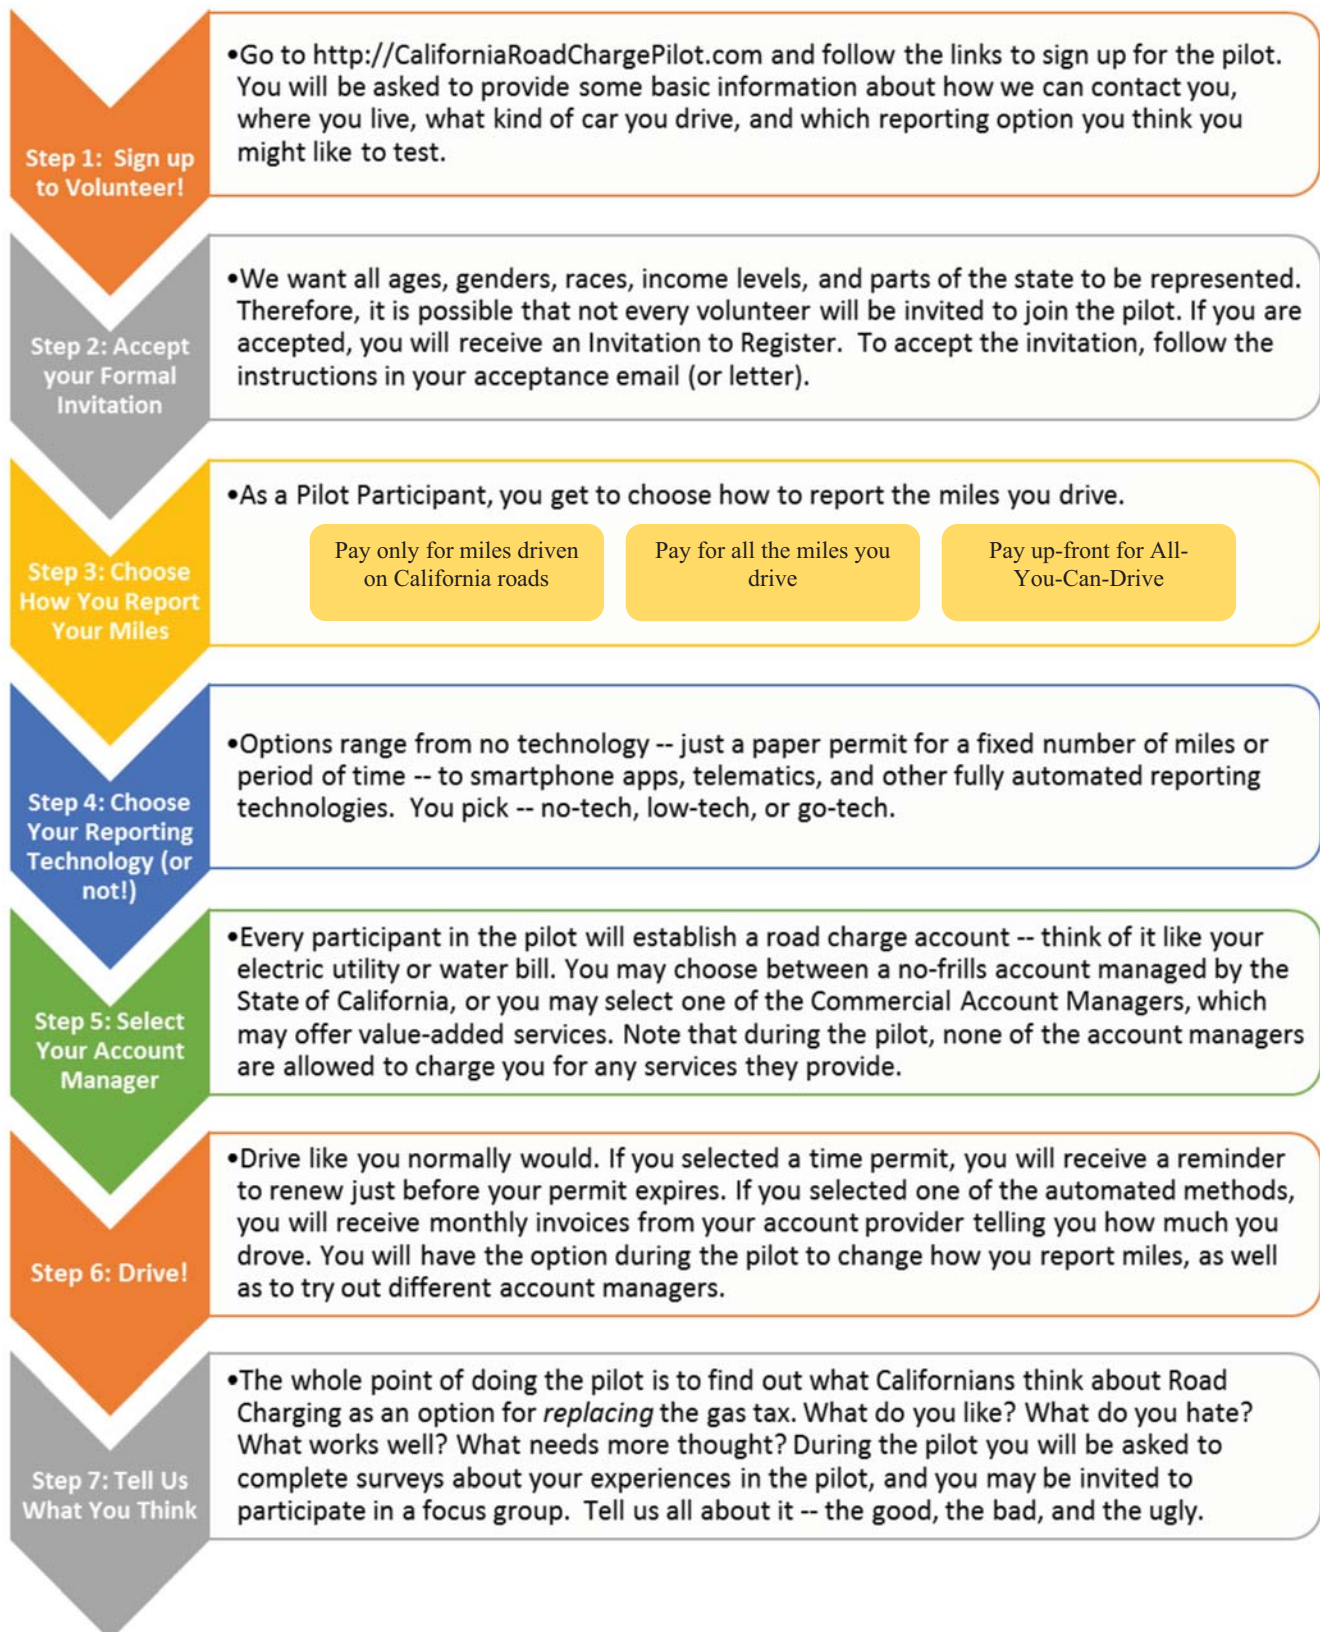 Step 1:  Sign up
to Volunteer!
•Go to http://CaliforniaRoadChargePilot.com and follow the links to sign up for the pilot.
You will be asked to provide some basic information about how we can contact you,
where you live, what kind of car you drive, and which reporting option you think you
might like to test.
Step 2: Accept
your Formal
Invitation
•We want all ages, genders, races, income levels, and parts of the state to be represented.
Therefore, it is possible that not every volunteer will be invited to join the pilot. If you are
accepted, you will receive an Invitation to Register.  To accept the invitation, follow the
instructions in your acceptance email (or letter).
Step 3: Choose
How You Report
Your Miles
•As a Pilot Participant, you get to choose how to report the miles you drive.
Pay only for miles driven
on California roads
Pay for all the miles you
drive
Pay up-front for All-
You-Can-Drive
Step 4: Choose
Your Reporting
Technology (or
not!)
•Options range from no technology -- just a paper permit for a fixed number of miles or
period of time -- to smartphone apps, telematics, and other fully automated reporting
technologies.  You pick -- no-tech, low-tech, or go-tech.
Step 5: Select
Your Account
Manager
•Every participant in the pilot will establish a road charge account -- think of it like your
electric utility or water bill. You may choose between a no-frills account managed by the
State of California, or you may select one of the Commercial Account Managers, which
may offer value-added services. Note that during the pilot, none of the account managers
are allowed to charge you for any services they provide.
Step 6: Drive!
•Drive like you normally would. If you selected a time permit, you will receive a reminder
to renew just before your permit expires. If you selected one of the automated methods,
you will receive monthly invoices from your account provider telling you how much you
drove. You will have the option during the pilot to change how you report miles, as well
as to try out different account managers.
Step 7: Tell Us
What You Think
•The whole point of doing the pilot is to find out what Californians think about Road
Charging as an option for replacing the gas tax. What do you like? What do you hate?
What works well? What needs more thought? During the pilot you will be asked to
complete surveys about your experiences in the pilot, and you may be invited to
participate in a focus group.  Tell us all about it -- the good, the bad, and the ugly.